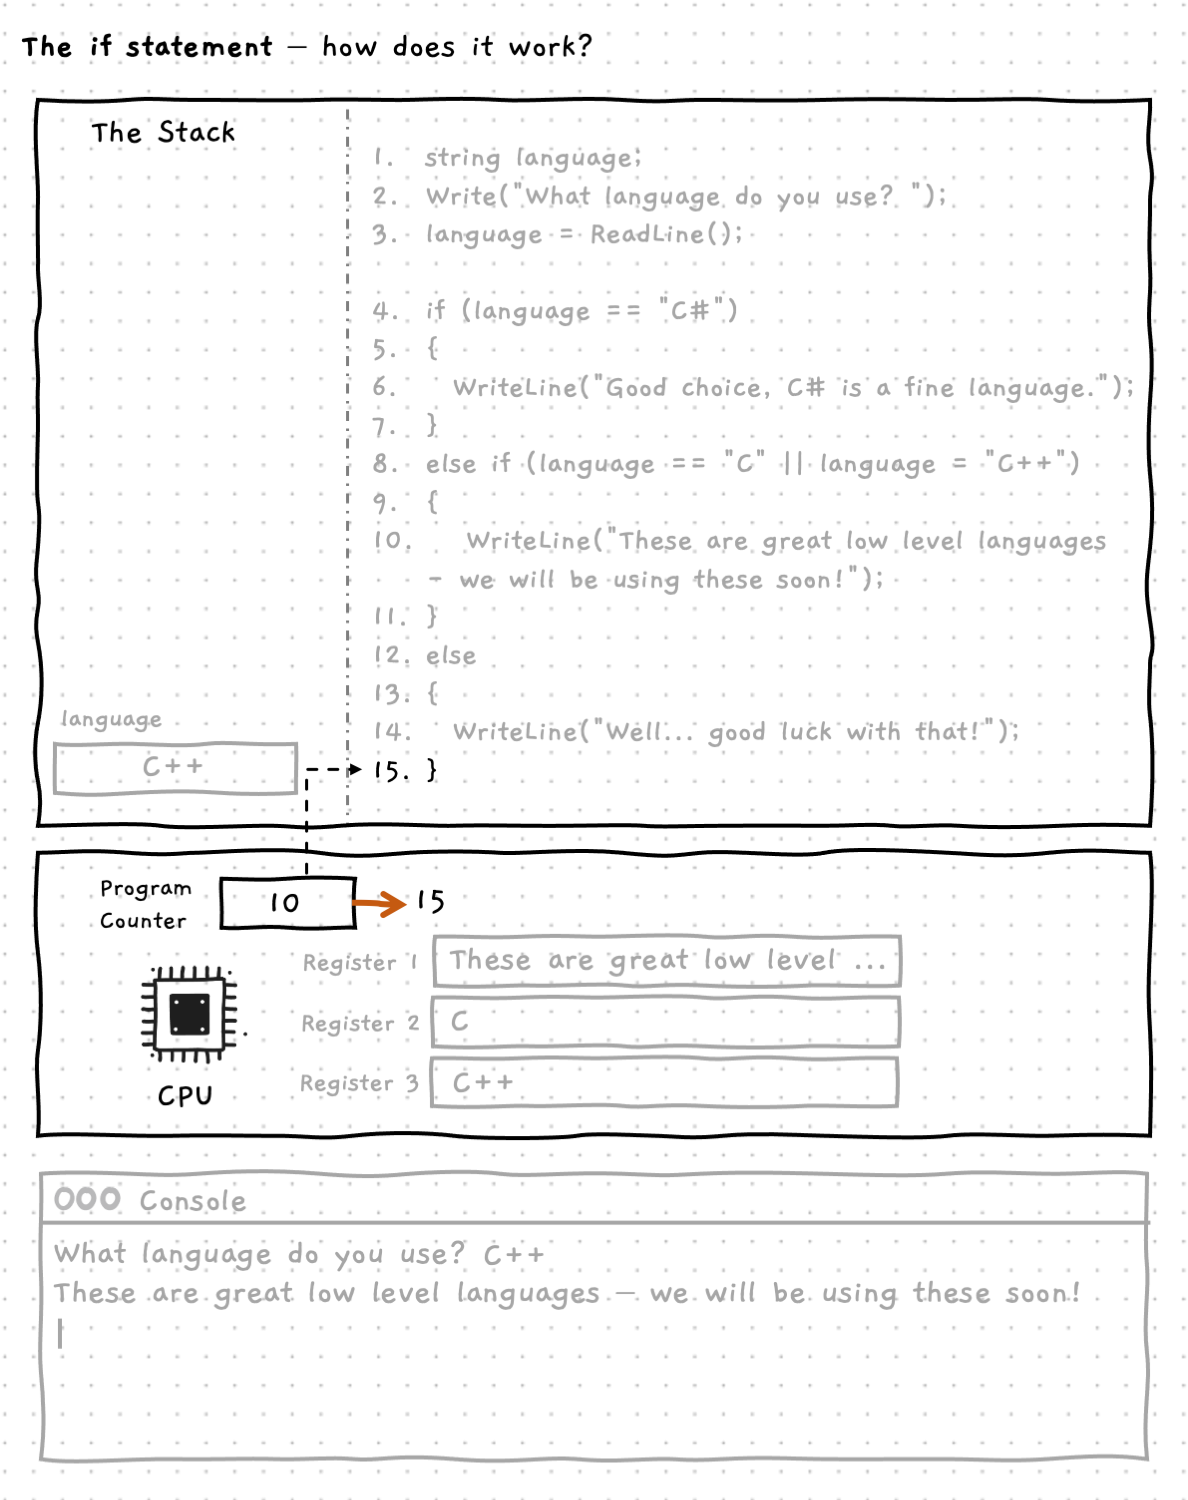 The if statement – how does it work?
The Stack
1. string language;
2. Write("What language do you use? ");
3. language = ReadLine();
4. if (language == "C#")
5. {
6. WriteLine("Good choice, C# is a fine language.");
7. }
8. else if (language == "C" || language = "C++")
9. {
10. WriteLine("These are great low level languages
- we will be using these soon!");
11. }
12. else
13. {
14. WriteLine("Well... good luck with that!");
15. }
language
C++
Program
Counter
10
15
Register 1
These are great low level ...
Register 2
C
Register 3
C++
CPU
Console
What language do you use? C++
These are great low level languages – we will be using these soon!